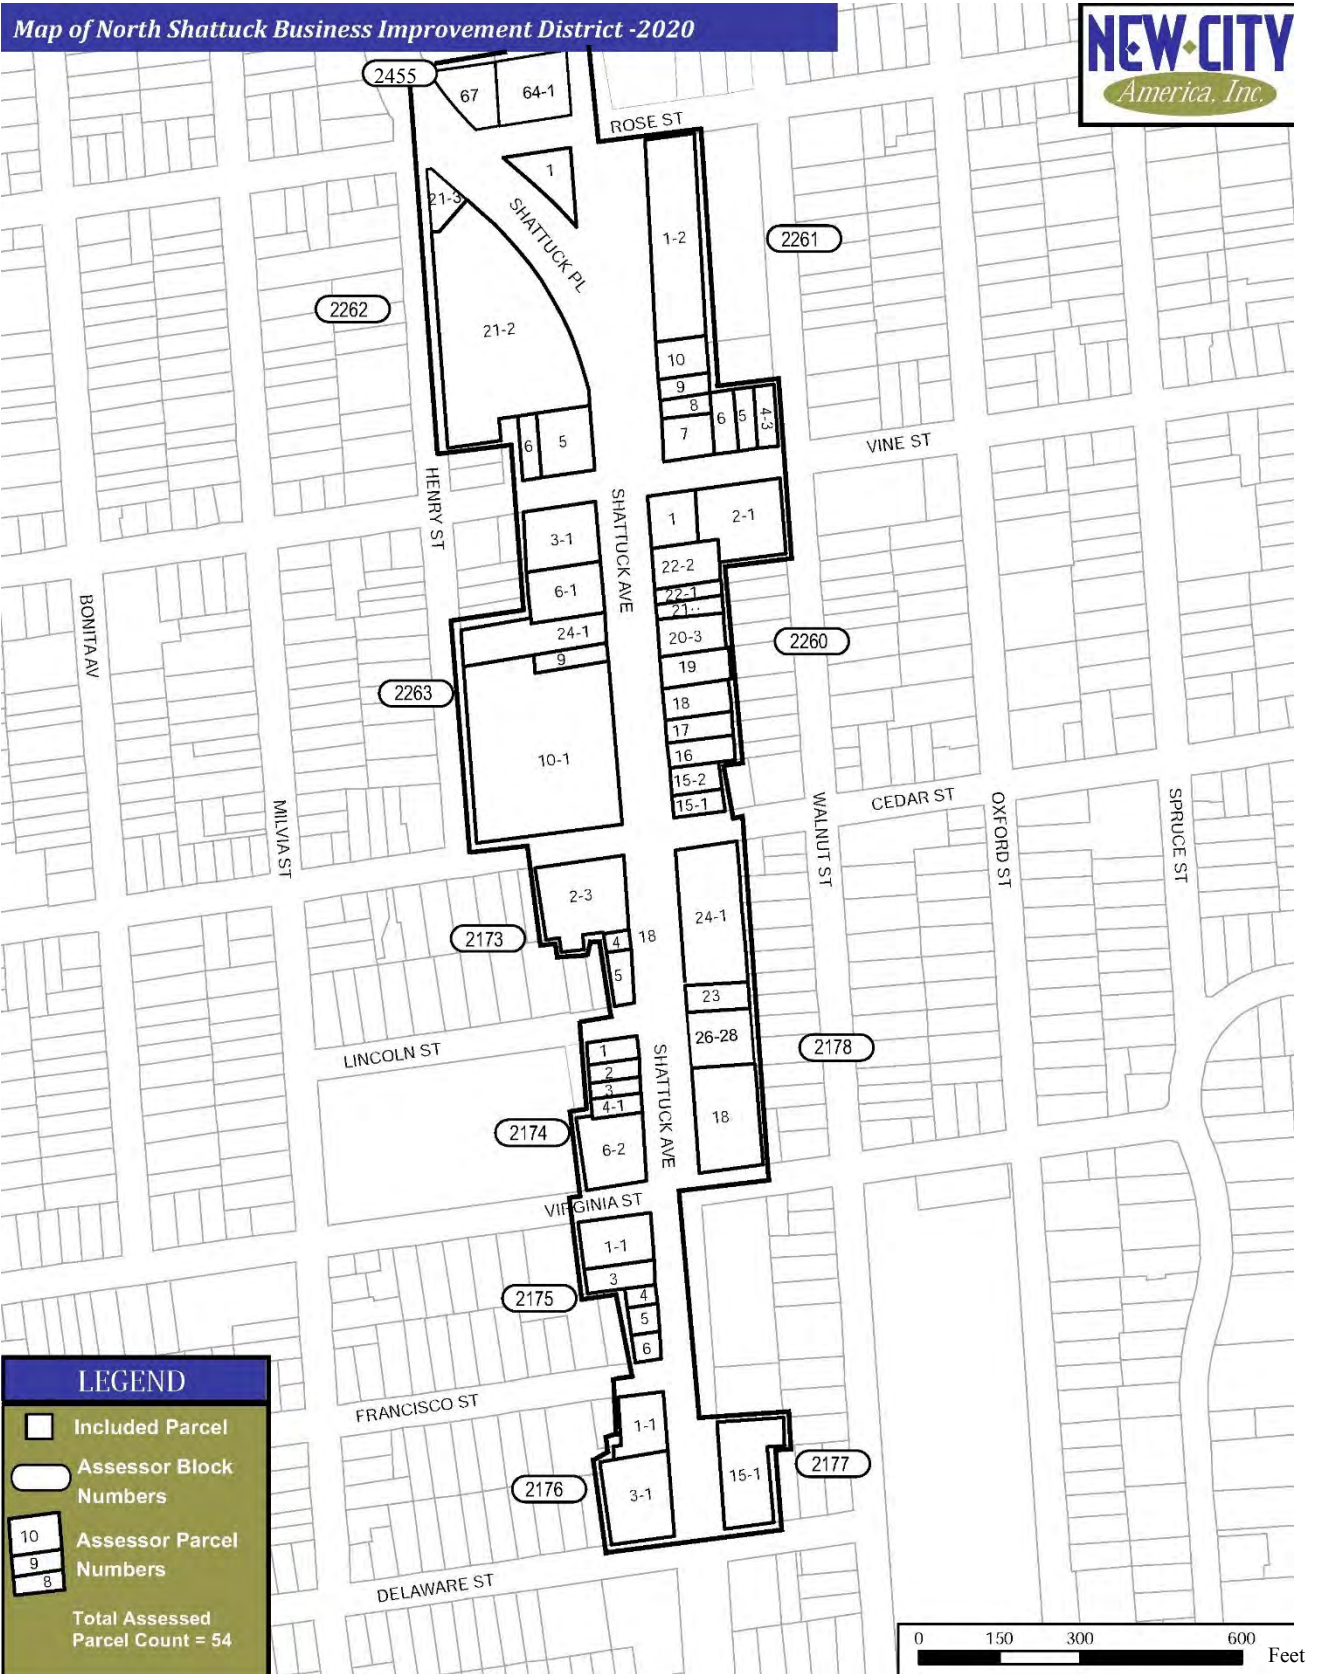 Map of North Shattuck Business Improvement District -2020
NEW CITY
America, Inc.
2455
67
64-1
ROSE ST
1
21-3
SHATTUCK PL
1-2
2261
2262
21-2
10
9
8
7
6
5
4-3
6
5
VINE ST
HENRY ST
SHATTUCK AVE
1
2-1
3-1
22-2
6-1
22-1
21
BONITA AV
24-1
20-3
2260
9
19
2263
18
17
10-1
16
15-2
15-1
CEDAR ST
MILVIA ST
WALNUT ST
OXFORD ST
SPRUCE ST
2-3
24-1
2173
4
18
5
23
LINCOLN ST
1
26-28
2178
SHATTUCK AVE
2
3
4-1
2174
6-2
18
VIRGINIA ST
1-1
3
2175
4
5
6
FRANCISCO ST
1-1
2177
15-1
2176
3-1
DELAWARE ST
LEGEND
Included Parcel
Assessor Block
Numbers
10
9
8
Assessor Parcel
Numbers
Total Assessed
Parcel Count = 54
0 150 300 600
Feet